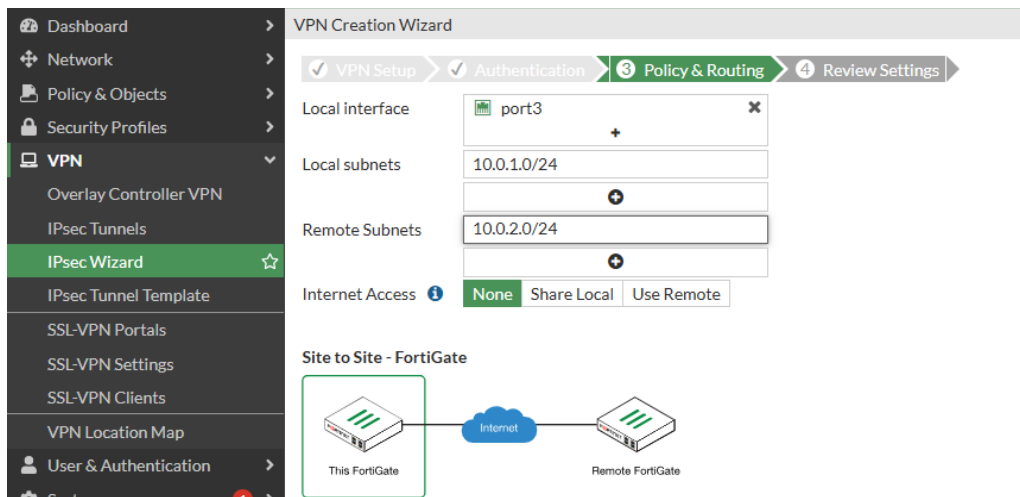 Dashboard
Network
Policy & Objects
Security Profiles
VPN
Overlay Controller VPN
IPsec Tunnels
IPsec Wizard
IPsec Tunnel Template
SSL-VPN Portals
SSL-VPN Settings
SSL-VPN Clients
VPN Location Map
User & Authentication
VPN Creation Wizard
VPN Setup Authentication 3 Policy & Routing 4 Review Settings
Local interface port3
Local subnets 10.0.1.0/24
Remote Subnets 10.0.2.0/24
Internet Access None Share Local Use Remote
Site to Site - FortiGate
Internet
This FortiGate Remote FortiGate